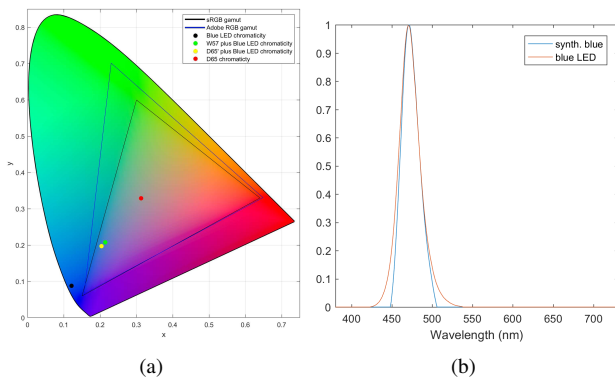 sRGB gamut
Adobe RGB gamut
Blue LED chromaticity
W57 plus Blue LED chromaticity
D65' plus Blue LED chromaticity
D65 chromaticty
0.8
0.7
0.6
0.5
0.4
0.3
0.2
0.1
0
y
0 0.1 0.2 0.3 0.4 0.5 0.6 0.7
x
(a)
synth. blue
blue LED
1
0.9
0.8
0.7
0.6
0.5
0.4
0.3
0.2
0.1
0
400 450 500 550 600 650 700
Wavelength (nm)
(b)